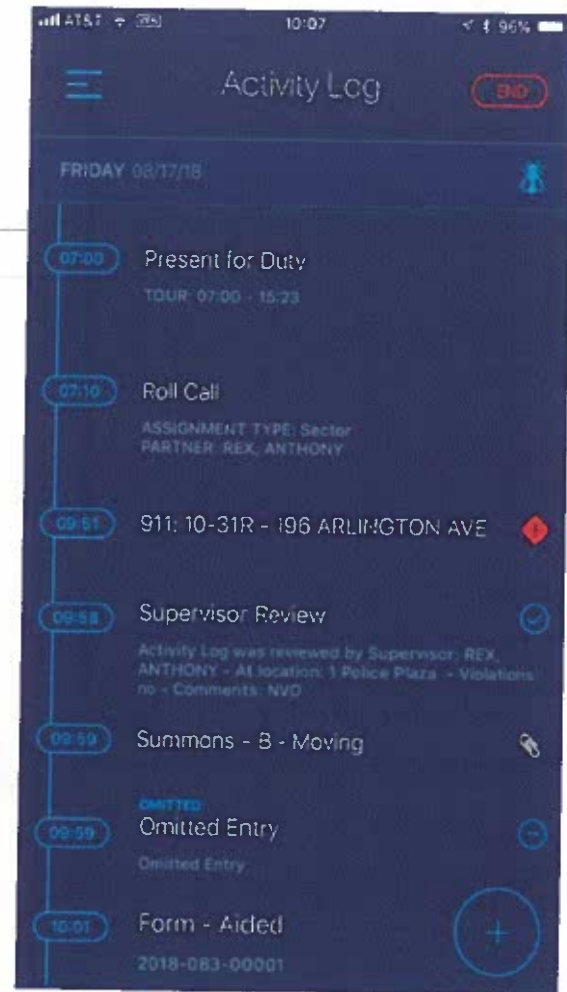 AT&T VPN 10:07 96%
Activity Log
END
FRIDAY 08/17/18
07:00 Present for Duty
TOUR: 07:00 - 15:23
07:10 Roll Call
ASSIGNMENT TYPE: Sector
PARTNER: REX, ANTHONY
09:51 911: 10-31R - 196 ARLINGTON AVE
09:58 Supervisor Review
Activity Log was reviewed by Supervisor: REX,
ANTHONY - At location: 1 Police Plaza - Violations:
no - Comments: NVO
09:59 Summons - B - Moving
OMITTED
09:59 Omitted Entry
Omitted Entry
10:01 Form - Aided
2018-083-00001